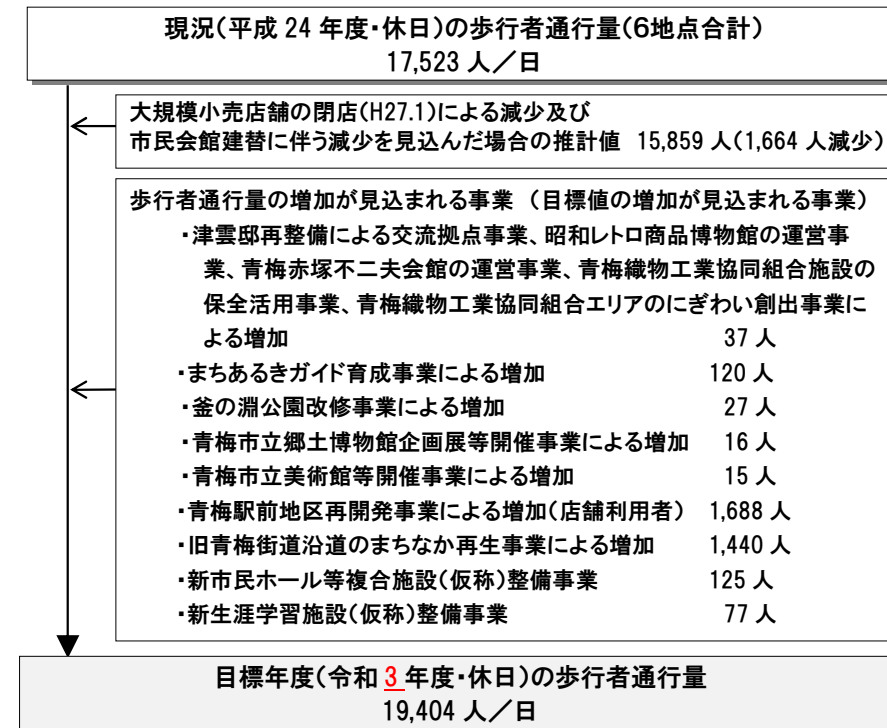 現況(平成 24 年度・休日)の歩行者通行量(6地点合計)
17,523 人／日
大規模小売店舗の閉店(H27.1)による減少及び
市民会館建替に伴う減少を見込んだ場合の推計値 15,859 人(1,664 人減少)
歩行者通行量の増加が見込まれる事業 (目標値の増加が見込まれる事業)
・津雲邸再整備による交流拠点事業、昭和レトロ商品博物館の運営事
業、青梅赤塚不二夫会館の運営事業、青梅織物工業協同組合施設の
保全活用事業、青梅織物工業協同組合エリアのにぎわい創出事業に
よる増加 37 人
・まちあるきガイド育成事業による増加 120 人
・釜の淵公園改修事業による増加 27 人
・青梅市立郷土博物館企画展等開催事業による増加 16 人
・青梅市立美術館等開催事業による増加 15 人
・青梅駅前地区再開発事業による増加(店舗利用者) 1,688 人
・旧青梅街道沿道のまちなか再生事業による増加 1,440 人
・新市民ホール等複合施設(仮称)整備事業 125 人
・新生涯学習施設(仮称)整備事業 77 人
目標年度(令和 3 年度・休日)の歩行者通行量
19,404 人／日